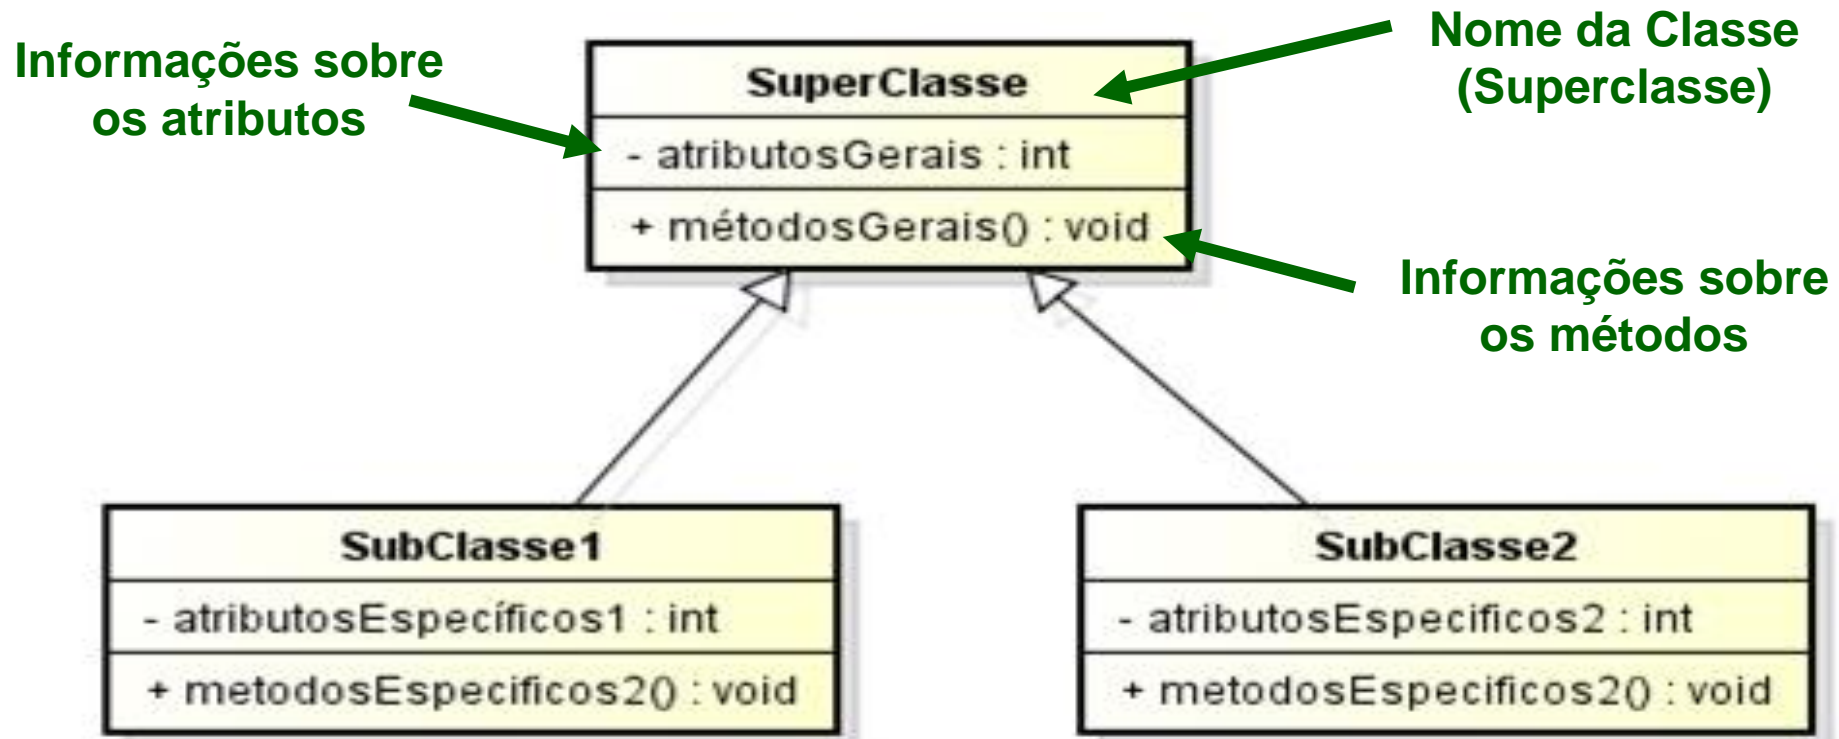 Informações sobre
os atributos
Nome da Classe
(Superclasse)
SuperClasse
- atributosGerais : int
+ métodosGerais() : void
Informações sobre
os métodos
SubClasse1
- atributosEspecíficos1 : int
+ metodosEspecificos2() : void
SubClasse2
- atributosEspecificos2 : int
+ metodosEspecificos2() : void